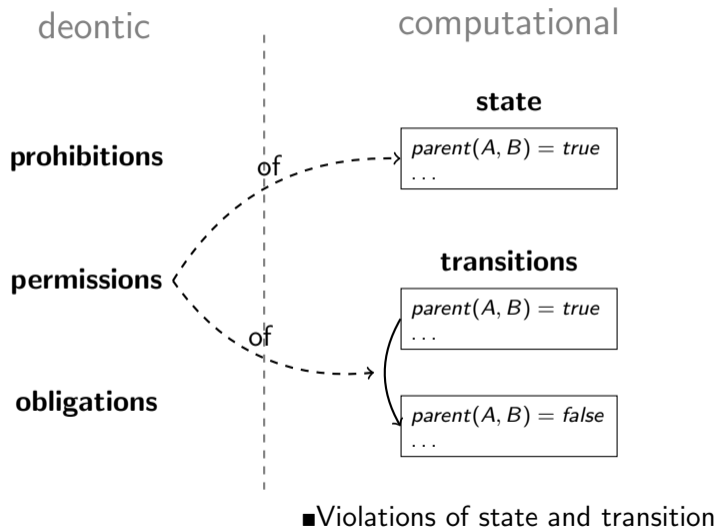 deontic
computational
state
prohibitions
parent(A, B) = true
...
of
transitions
permissions
parent(A, B) = true
...
of
obligations
parent(A, B) = false
...
■Violations of state and transition